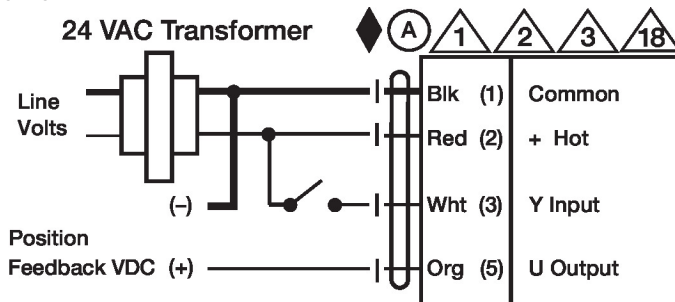 24 VAC Transformer
A 1 2 3 18
Line
Volts
Blk (1) Common
Red (2) + Hot
(–) Wht (3) Y Input
Position
Feedback VDC (+) Org (5) U Output